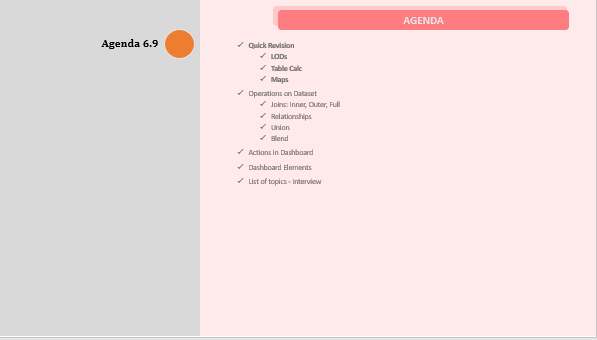 AGENDA
Agenda 6.9
✓ Quick Revision
✓ LODs
✓ Table Calc
✓ Maps
✓ Operations on Dataset
✓ Joins: Inner, Outer, Full
✓ Relationships
✓ Union
✓ Blend
✓ Actions in Dashboard
✓ Dashboard Elements
✓ List of topics - Interview